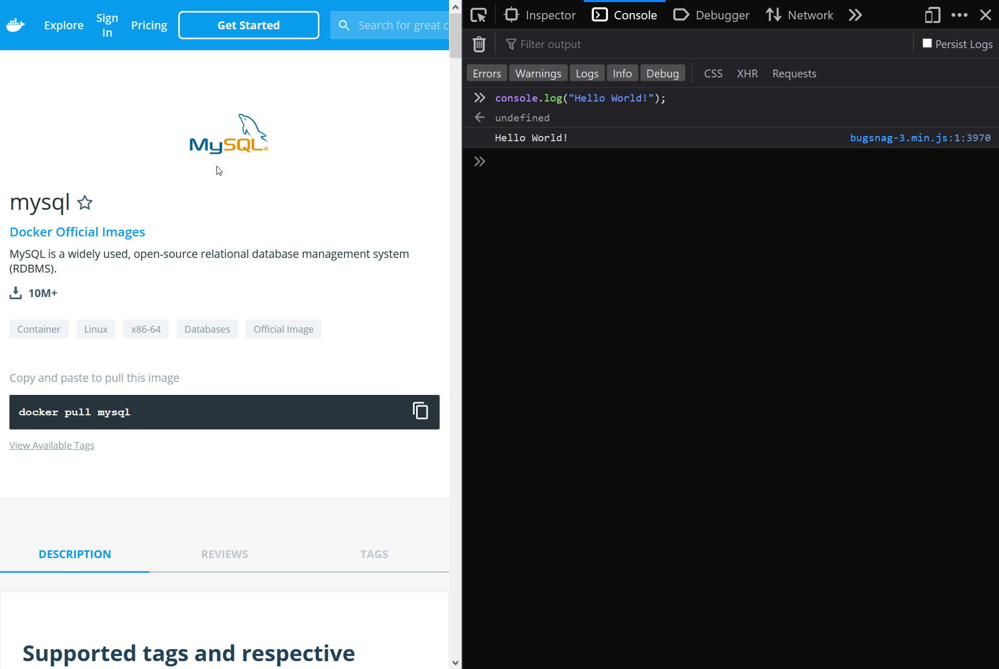 Explore
Sign
In
Pricing
Get Started
Search for great c
MySQL®
mysql
Docker Official Images
MySQL is a widely used, open-source relational database management system
(RDBMS).
10M+
Container Linux x86-64 Databases Official Image
Copy and paste to pull this image
docker pull mysql
View Available Tags
DESCRIPTION REVIEWS TAGS
Supported tags and respective
Inspector Console Debugger Network
Filter output
Persist Logs
Errors Warnings Logs Info Debug CSS XHR Requests
console.log("Hello World!");
undefined
Hello World! bugsnag-3.min.js:1:3970